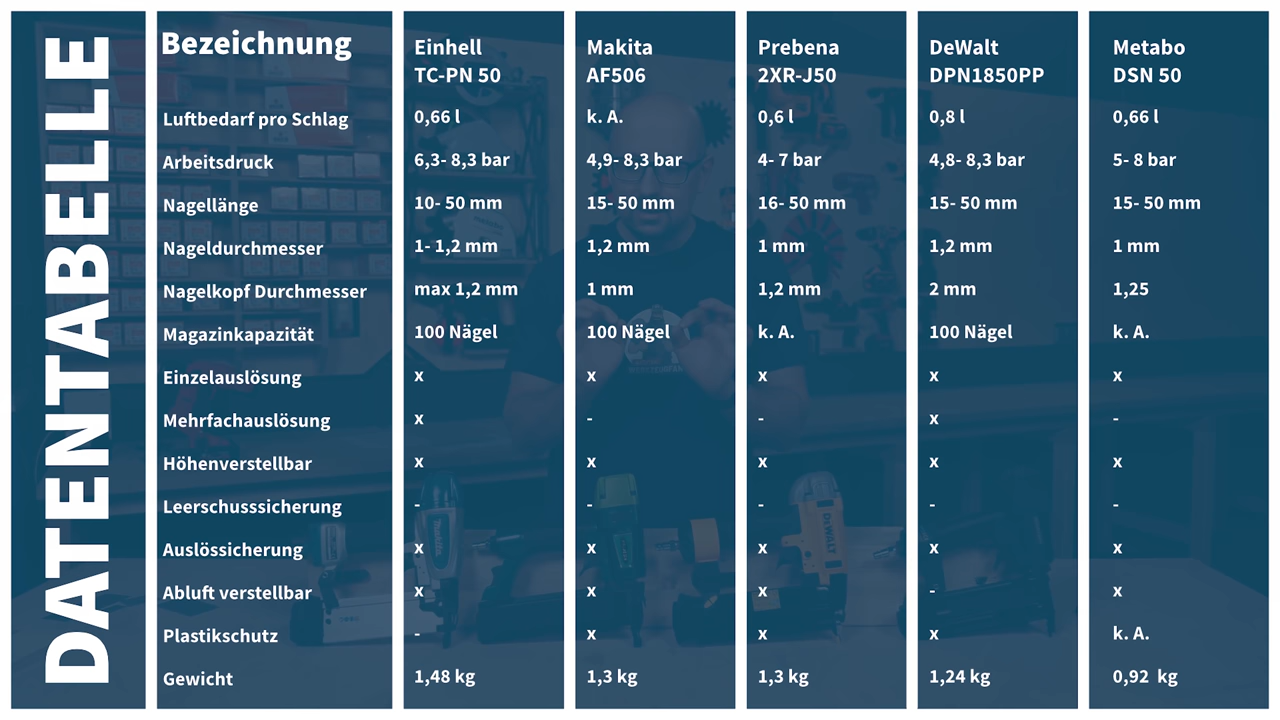 DATENTABELLE
Bezeichnung
Einhell
TC-PN 50
Makita
AF506
Prebena
2XR-J50
DeWalt
DPN1850PP
Metabo
DSN 50
Luftbedarf pro Schlag 0,66 l k. A. 0,6 l 0,8 l 0,66 l
Arbeitsdruck 6,3- 8,3 bar 4,9- 8,3 bar 4- 7 bar 4,8- 8,3 bar 5- 8 bar
Nagellänge 10- 50 mm 15- 50 mm 16- 50 mm 15- 50 mm 15- 50 mm
Nageldurchmesser 1- 1,2 mm 1,2 mm 1 mm 1,2 mm 1 mm
Nagelkopf Durchmesser max 1,2 mm 1 mm 1,2 mm 2 mm 1,25
Magazinkapazität 100 Nägel 100 Nägel k. A. 100 Nägel k. A.
Einzelauslösung x x x x x
Mehrfachauslösung x - - x -
Höhenverstellbar x x x x x
Leerschusssicherung - - - - -
Auslössicherung x x x x x
Abluft verstellbar x x x - x
Plastikschutz - x x x k. A.
Gewicht 1,48 kg 1,3 kg 1,3 kg 1,24 kg 0,92 kg
makita
DEWALT